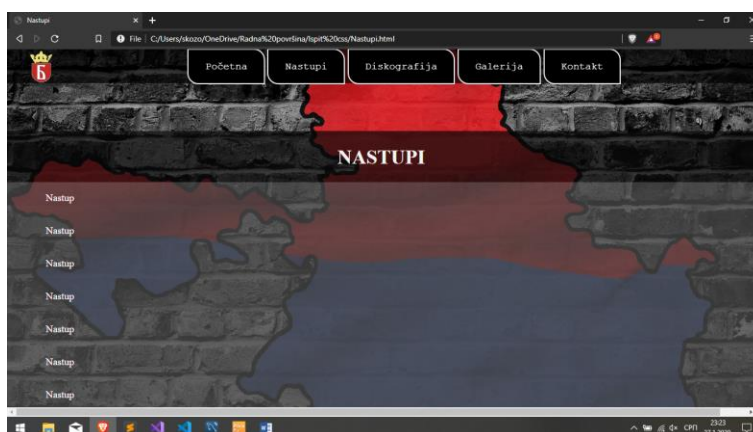 Nastupi
File C:/Users/skozo/OneDrive/Radna%20površina/Ispit%20css/Nastupi.html
Б
Početna Nastupi Diskografija Galerija Kontakt
NASTUPI
Nastup
Nastup
Nastup
Nastup
Nastup
Nastup
Nastup
СРП 23:23